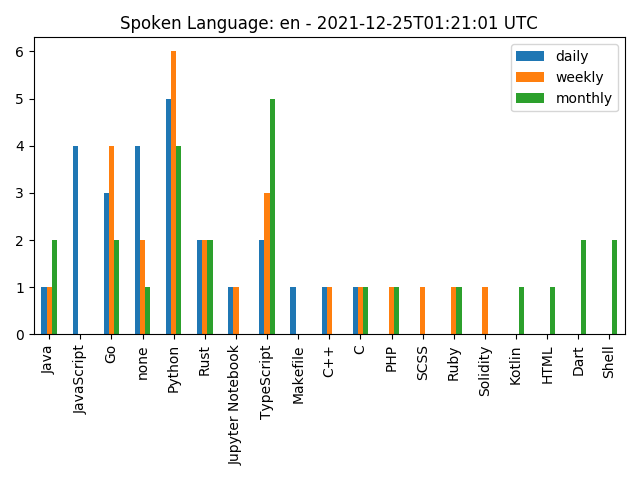 Spoken Language: en - 2021-12-25T01:21:01 UTC
daily
weekly
monthly
6
5
4
3
2
1
0
Java
JavaScript
Go
none
Python
Rust
Jupyter Notebook
TypeScript
Makefile
C++
C
PHP
SCSS
Ruby
Solidity
Kotlin
HTML
Dart
Shell